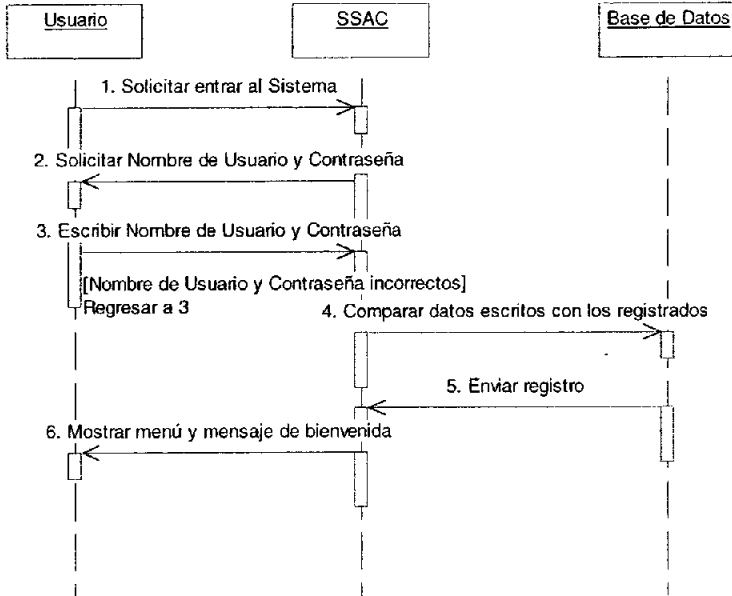 Usuario
SSAC
Base de Datos
1. Solicitar entrar al Sistema
2. Solicitar Nombre de Usuario y Contraseña
3. Escribir Nombre de Usuario y Contraseña
[Nombre de Usuario y Contraseña incorrectos]
Regresar a 3
4. Comparar datos escritos con los registrados
5. Enviar registro
6. Mostrar menú y mensaje de bienvenida